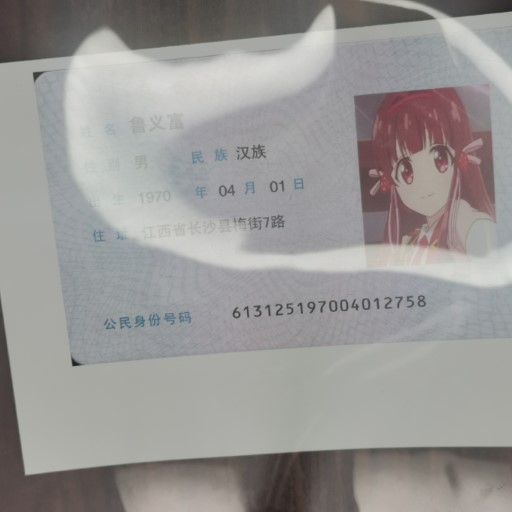 姓名 鲁义富
性别 男 民族 汉族
出生 1970 年 04 月 01 日
住址 江西省长沙县梅街7路
公民身份号码 613125197004012758